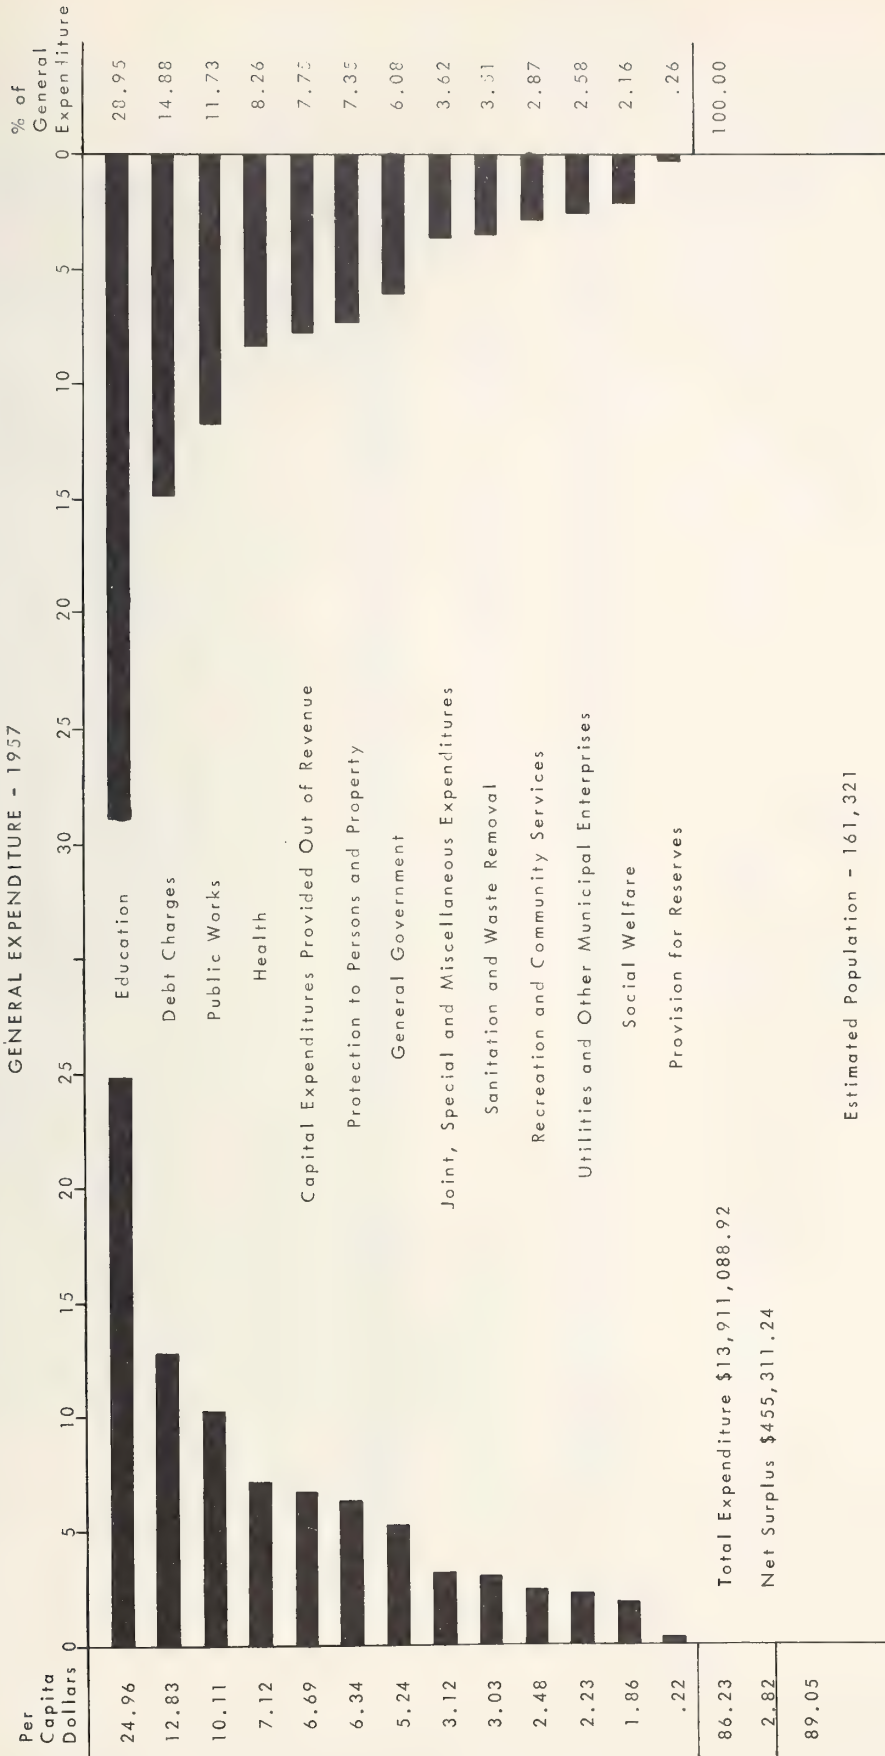 GENERAL EXPENDITURE - 1957
Per
Capita
Dollars
% of
General
Expenditure
0 5 10 15 20 25 30 25 20 15 10 5 0
24.96 Education 28.95
12.83 Debt Charges 14.88
10.11 Public Works 11.73
7.12 Health 8.26
6.69 Capital Expenditures Provided Out of Revenue 7.75
6.34 Protection to Persons and Property 7.35
5.24 General Government 6.08
3.12 Joint, Special and Miscellaneous Expenditures 3.62
3.03 Sanitation and Waste Removal 3.51
2.48 Recreation and Community Services 2.87
2.23 Utilities and Other Municipal Enterprises 2.58
1.86 Social Welfare 2.16
.22 Provision for Reserves .26
86.23 Total Expenditure $13,911,088.92 100.00
2.82 Net Surplus $455,311.24
89.05
Estimated Population - 161,321